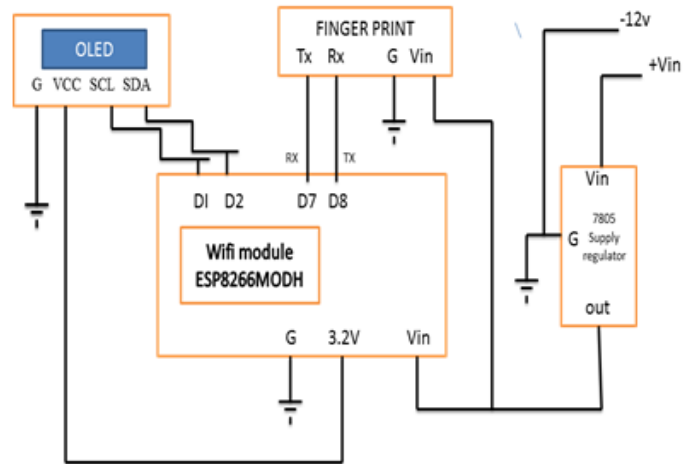 OLED
G VCC SCL SDA
FINGER PRINT
Tx Rx G Vin
-12v
+Vin
RX TX
D1 D2 D7 D8
Wifi module
ESP8266MODH
G 3.2V Vin
Vin
7805
Supply
G
regulator
out